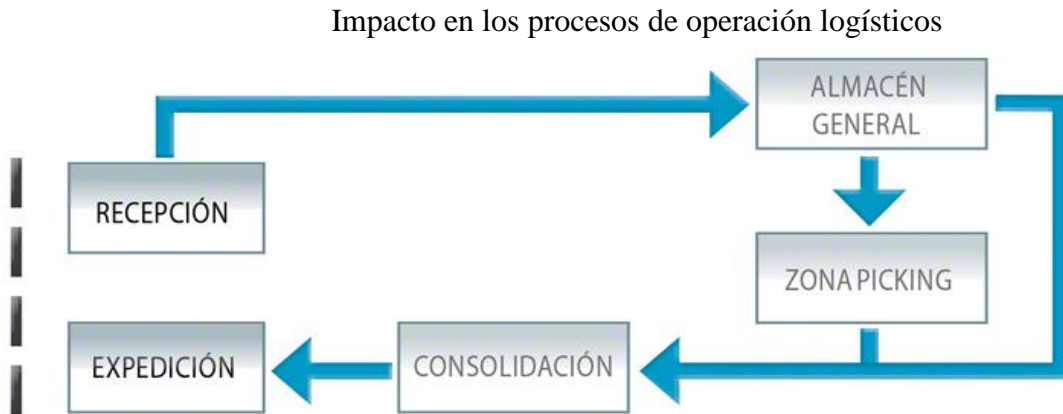 Impacto en los procesos de operación logísticos
ALMACÉN
GENERAL
RECEPCIÓN
ZONA PICKING
EXPEDICIÓN
CONSOLIDACIÓN